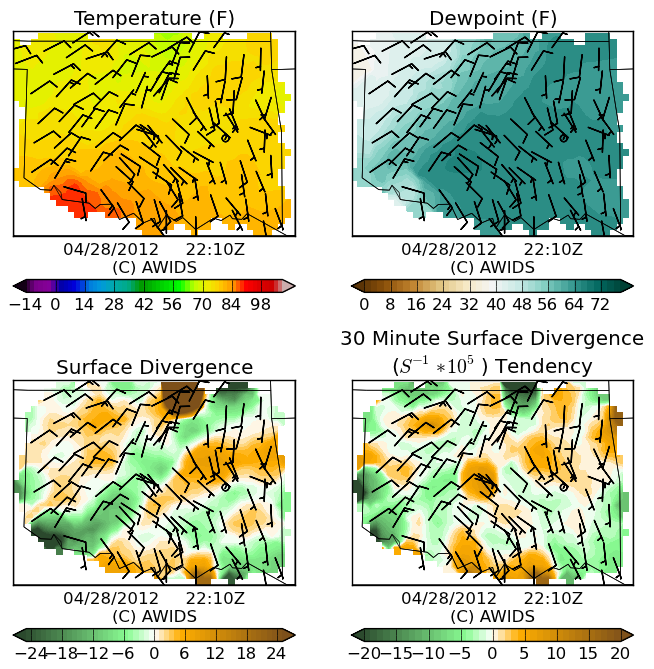 Temperature (F)
Dewpoint (F)
04/28/2012 22:10Z
(C) AWIDS
04/28/2012 22:10Z
(C) AWIDS
−14 0 14 28 42 56 70 84 98
0 8 16 24 32 40 48 56 64 72
Surface Divergence
30 Minute Surface Divergence
(S⁻¹ *10⁵ ) Tendency
04/28/2012 22:10Z
(C) AWIDS
04/28/2012 22:10Z
(C) AWIDS
−24 −18 −12 −6 0 6 12 18 24
−20 −15 −10 −5 0 5 10 15 20